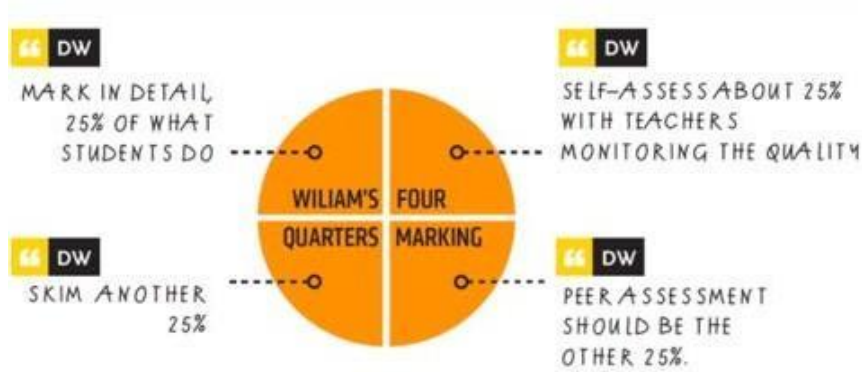 “ DW
MARK IN DETAIL,
25% OF WHAT
STUDENTS DO
“ DW
SELF-ASSESS ABOUT 25%
WITH TEACHERS
MONITORING THE QUALITY
WILIAM'S FOUR
QUARTERS MARKING
“ DW
SKIM ANOTHER
25%
“ DW
PEER ASSESSMENT
SHOULD BE THE
OTHER 25%.